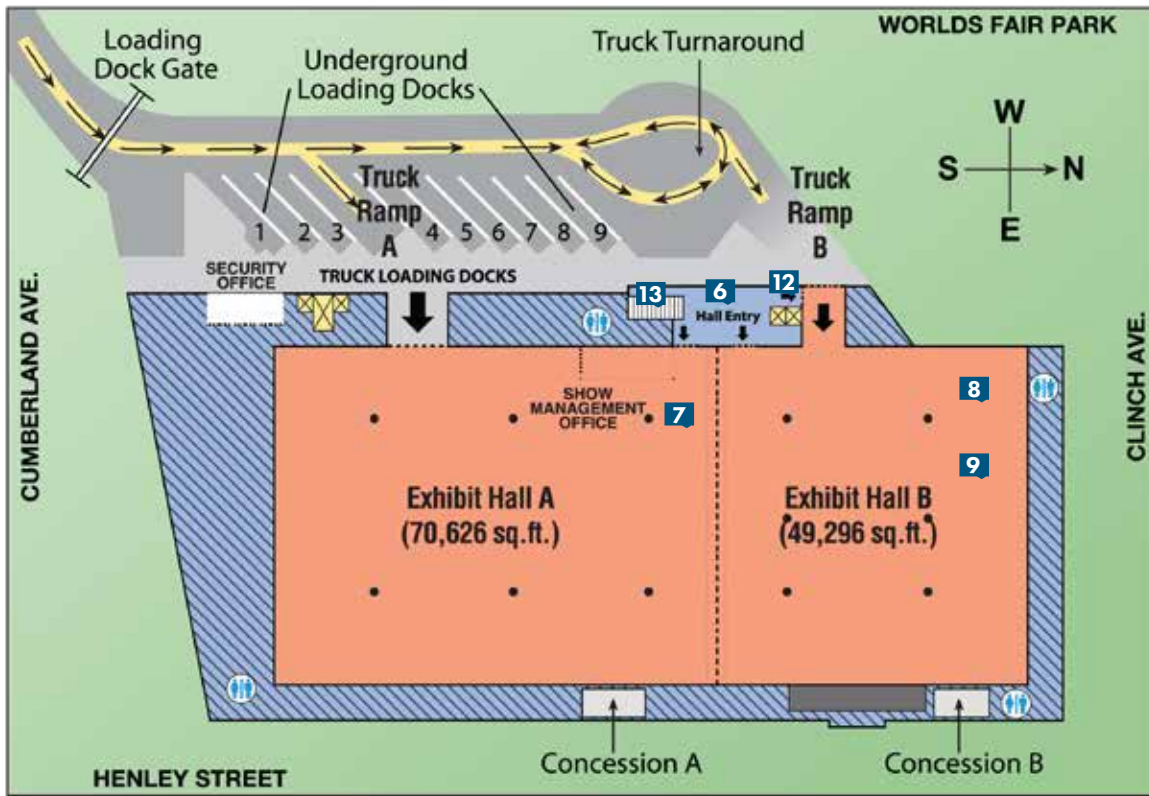 WORLDS FAIR PARK
Loading
Dock Gate
Underground
Loading Docks
Truck Turnaround
W
S
N
E
Truck
Ramp
A
Truck
Ramp
B
1
2
3
4
5
6
7
8
9
SECURITY
OFFICE
TRUCK LOADING DOCKS
13
6
12
Hall Entry
SHOW
MANAGEMENT
OFFICE
7
8
9
CUMBERLAND AVE.
CLINCH AVE.
Exhibit Hall A
(70,626 sq.ft.)
Exhibit Hall B
(49,296 sq.ft.)
Concession A
Concession B
HENLEY STREET